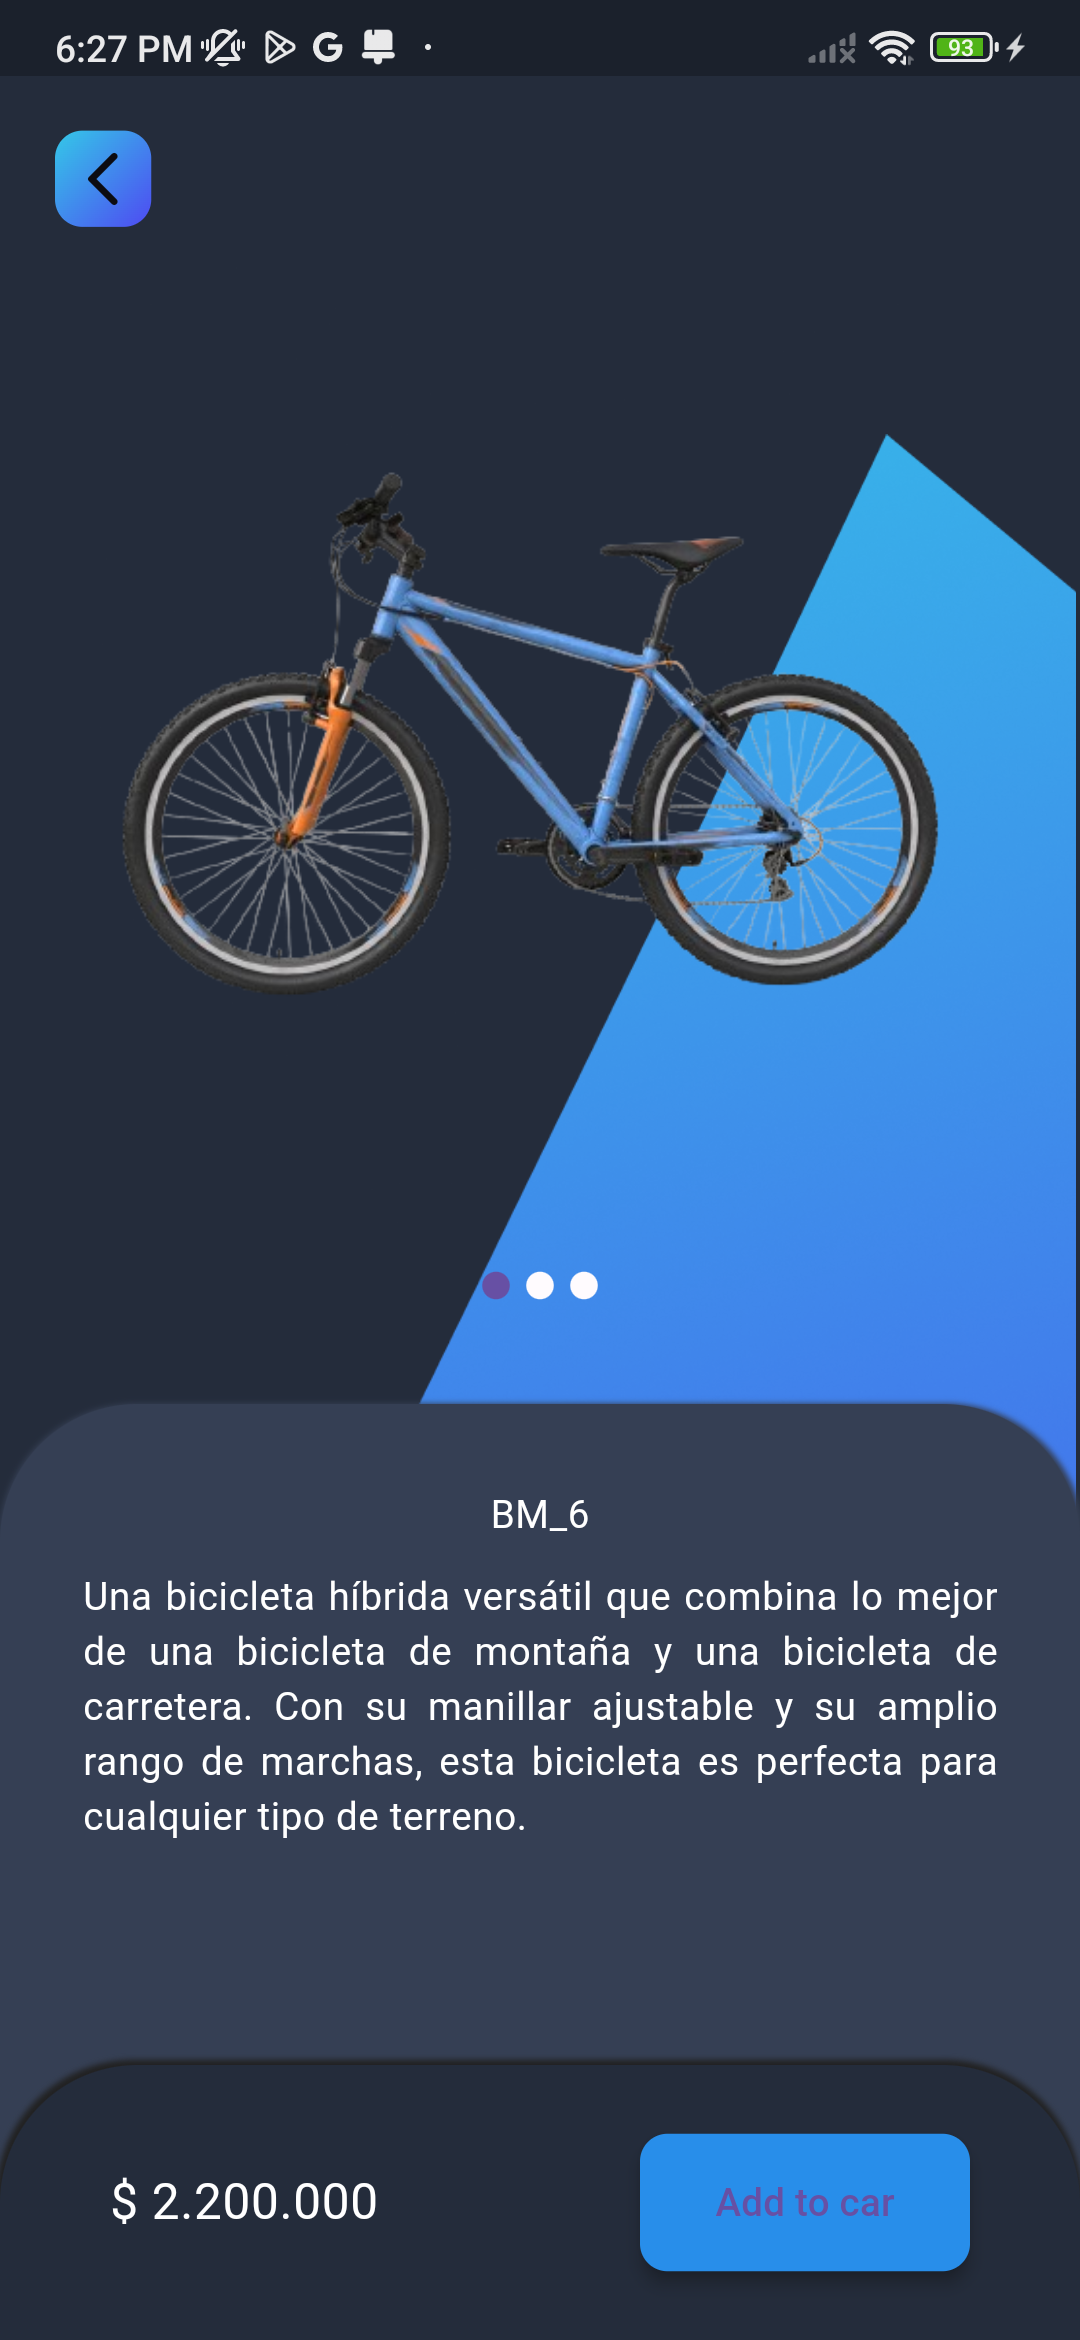 6:27 PM
93
BM_6
Una bicicleta híbrida versátil que combina lo mejor
de una bicicleta de montaña y una bicicleta de
carretera. Con su manillar ajustable y su amplio
rango de marchas, esta bicicleta es perfecta para
cualquier tipo de terreno.
$ 2.200.000
Add to car